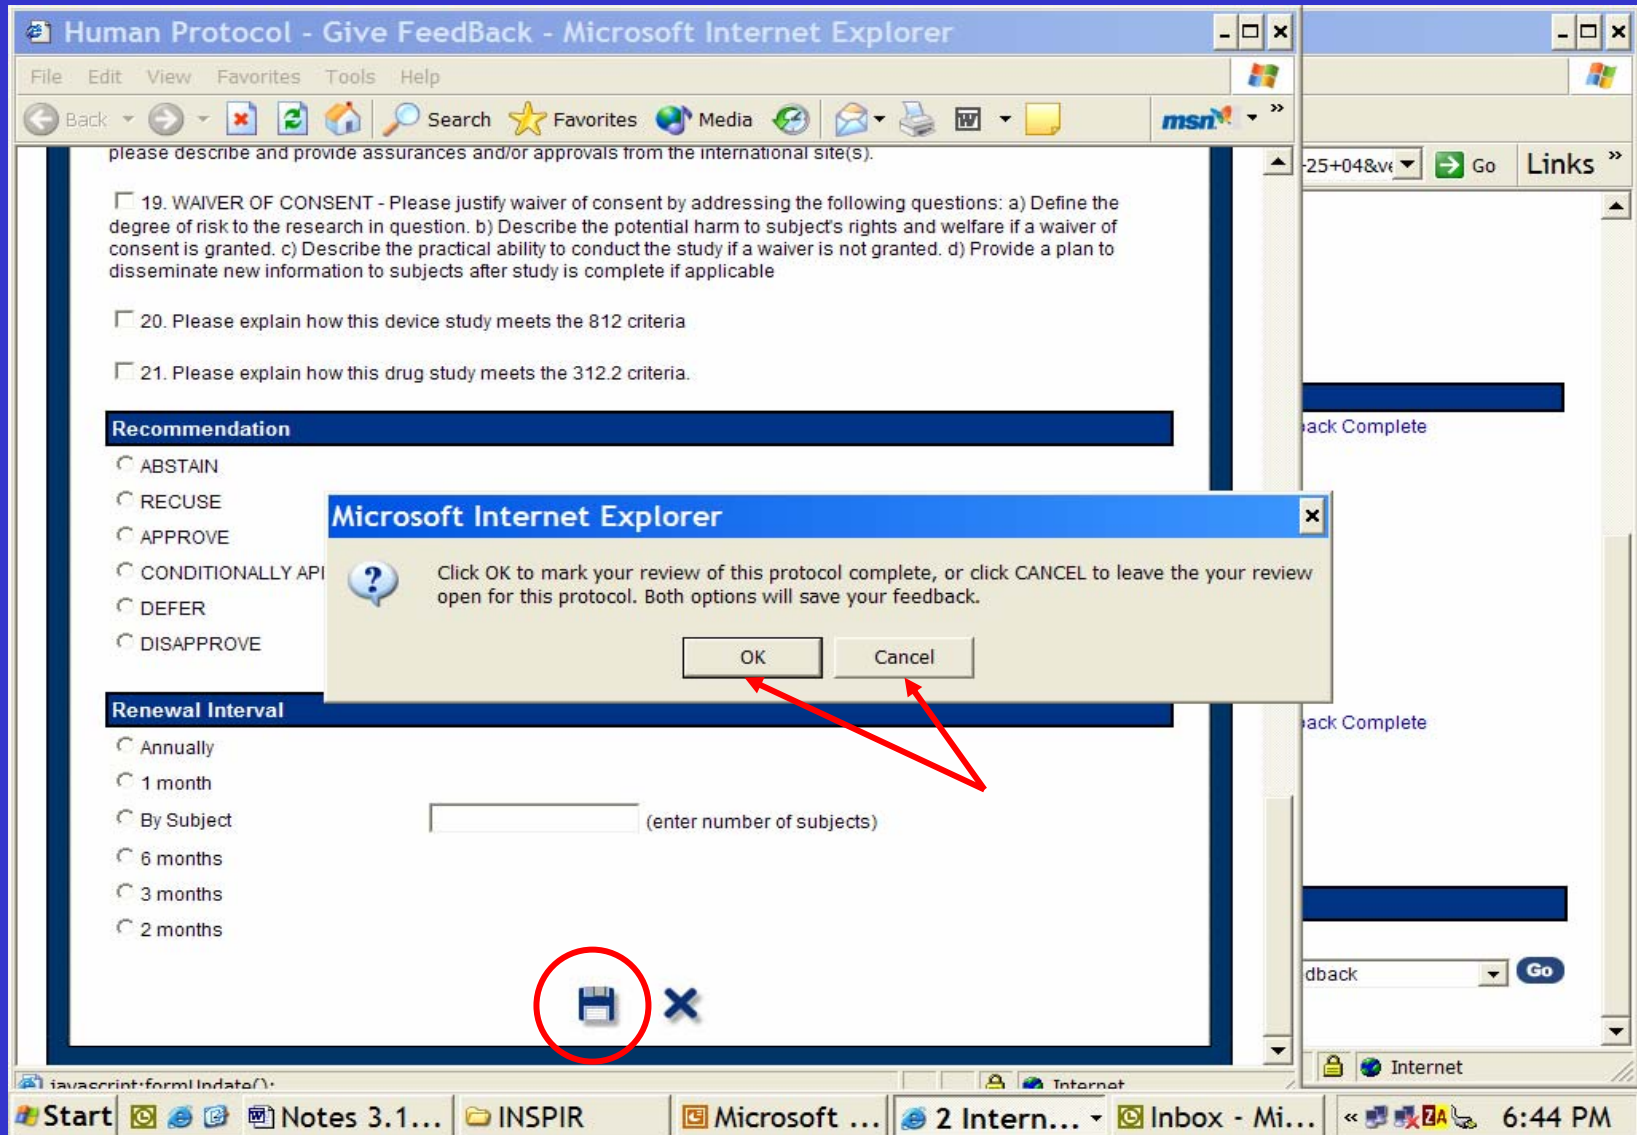 Human Protocol - Give FeedBack - Microsoft Internet Explorer
File Edit View Favorites Tools Help
Back Search Favorites Media msn »
-25+04&ve Go Links »
please describe and provide assurances and/or approvals from the international site(s).
19. WAIVER OF CONSENT - Please justify waiver of consent by addressing the following questions: a) Define the
degree of risk to the research in question. b) Describe the potential harm to subject's rights and welfare if a waiver of
consent is granted. c) Describe the practical ability to conduct the study if a waiver is not granted. d) Provide a plan to
disseminate new information to subjects after study is complete if applicable
20. Please explain how this device study meets the 812 criteria
21. Please explain how this drug study meets the 312.2 criteria.
Recommendation
ABSTAIN
RECUSE
APPROVE
CONDITIONALLY AP
DEFER
DISAPPROVE
Microsoft Internet Explorer
Click OK to mark your review of this protocol complete, or click CANCEL to leave the your review
open for this protocol. Both options will save your feedback.
OK Cancel
Renewal Interval
Annually
1 month
By Subject (enter number of subjects)
6 months
3 months
2 months
back Complete
back Complete
dback Go
Internet
javascript:formUpdate();
Internet
Start Notes 3.1... INSPIR Microsoft ... 2 Intern... Inbox - Mi... « ZA 6:44 PM